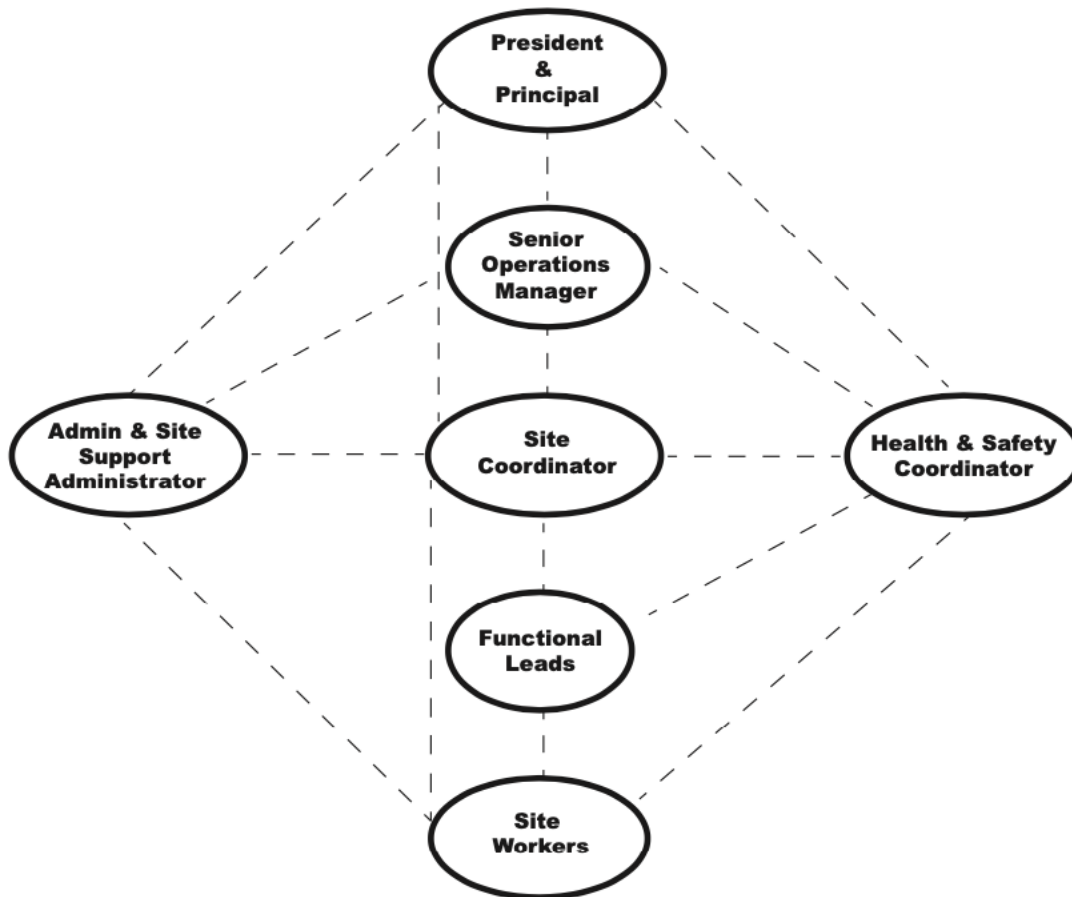 President
&
Principal
Senior
Operations
Manager
Admin & Site
Support
Administrator
Site
Coordinator
Health & Safety
Coordinator
Functional
Leads
Site
Workers